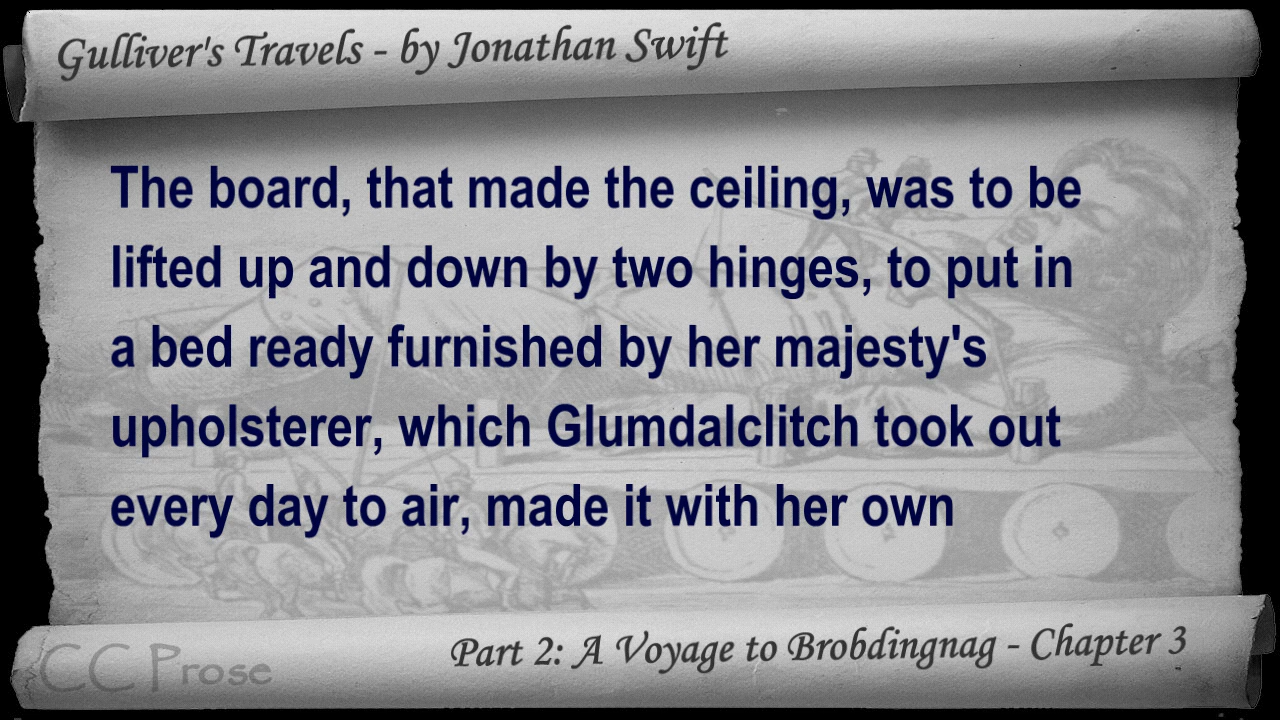 Gulliver's Travels - by Jonathan Swift
The board, that made the ceiling, was to be
lifted up and down by two hinges, to put in
a bed ready furnished by her majesty's
upholsterer, which Glumdalclitch took out
every day to air, made it with her own
Part 2: A Voyage to Brobdingnag - Chapter 3
CC Prose